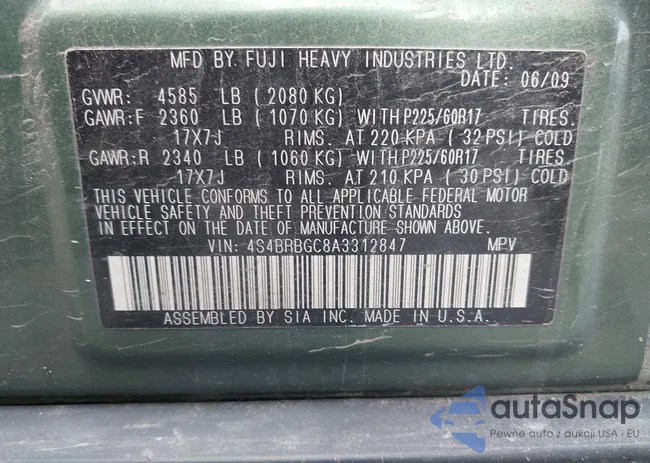 MFD BY FUJI HEAVY INDUSTRIES LTD.
DATE: 06/09
GVWR: 4585 LB (2080 KG)
GAWR:F 2360 LB (1070 KG) WITH P225/60R17 TIRES.
17X7J RIMS. AT 220 KPA ( 32 PSI) COLD
GAWR:R 2340 LB (1060 KG) WITH P225/60R17 TIRES.
17X7J RIMS. AT 210 KPA ( 30 PSI) COLD
THIS VEHICLE CONFORMS TO ALL APPLICABLE FEDERAL MOTOR
VEHICLE SAFETY AND THEFT PREVENTION STANDARDS
IN EFFECT ON THE DATE OF MANUFACTURE SHOWN ABOVE.
VIN: 4S4BRBGC8A3312847 MPV
ASSEMBLED BY SIA INC. MADE IN U.S.A.
autaSnap
Pewne auto z aukcji USA i EU